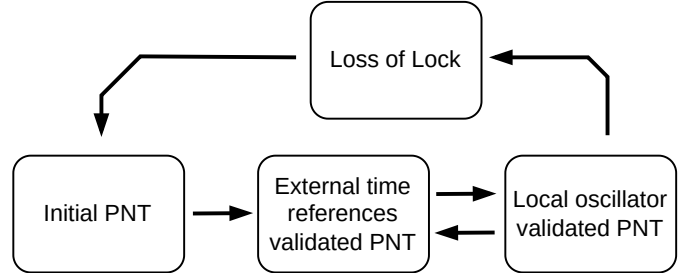 Loss of Lock
Initial PNT
External time
references
validated PNT
Local oscillator
validated PNT